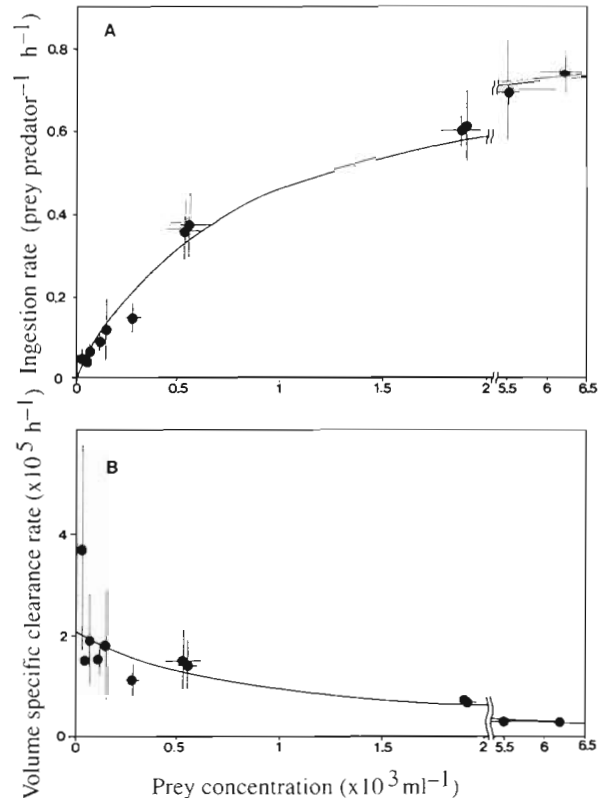 A
Ingestion rate (prey predator⁻¹ h⁻¹)
0.8
0.6
0.4
0.2
0
0 0.5 1 1.5 2 5.5 6 6.5
B
Volume specific clearance rate (x10⁵ h⁻¹)
4
2
0
0 0.5 1 1.5 2 5.5 6 6.5
Prey concentration (x10³ml⁻¹)